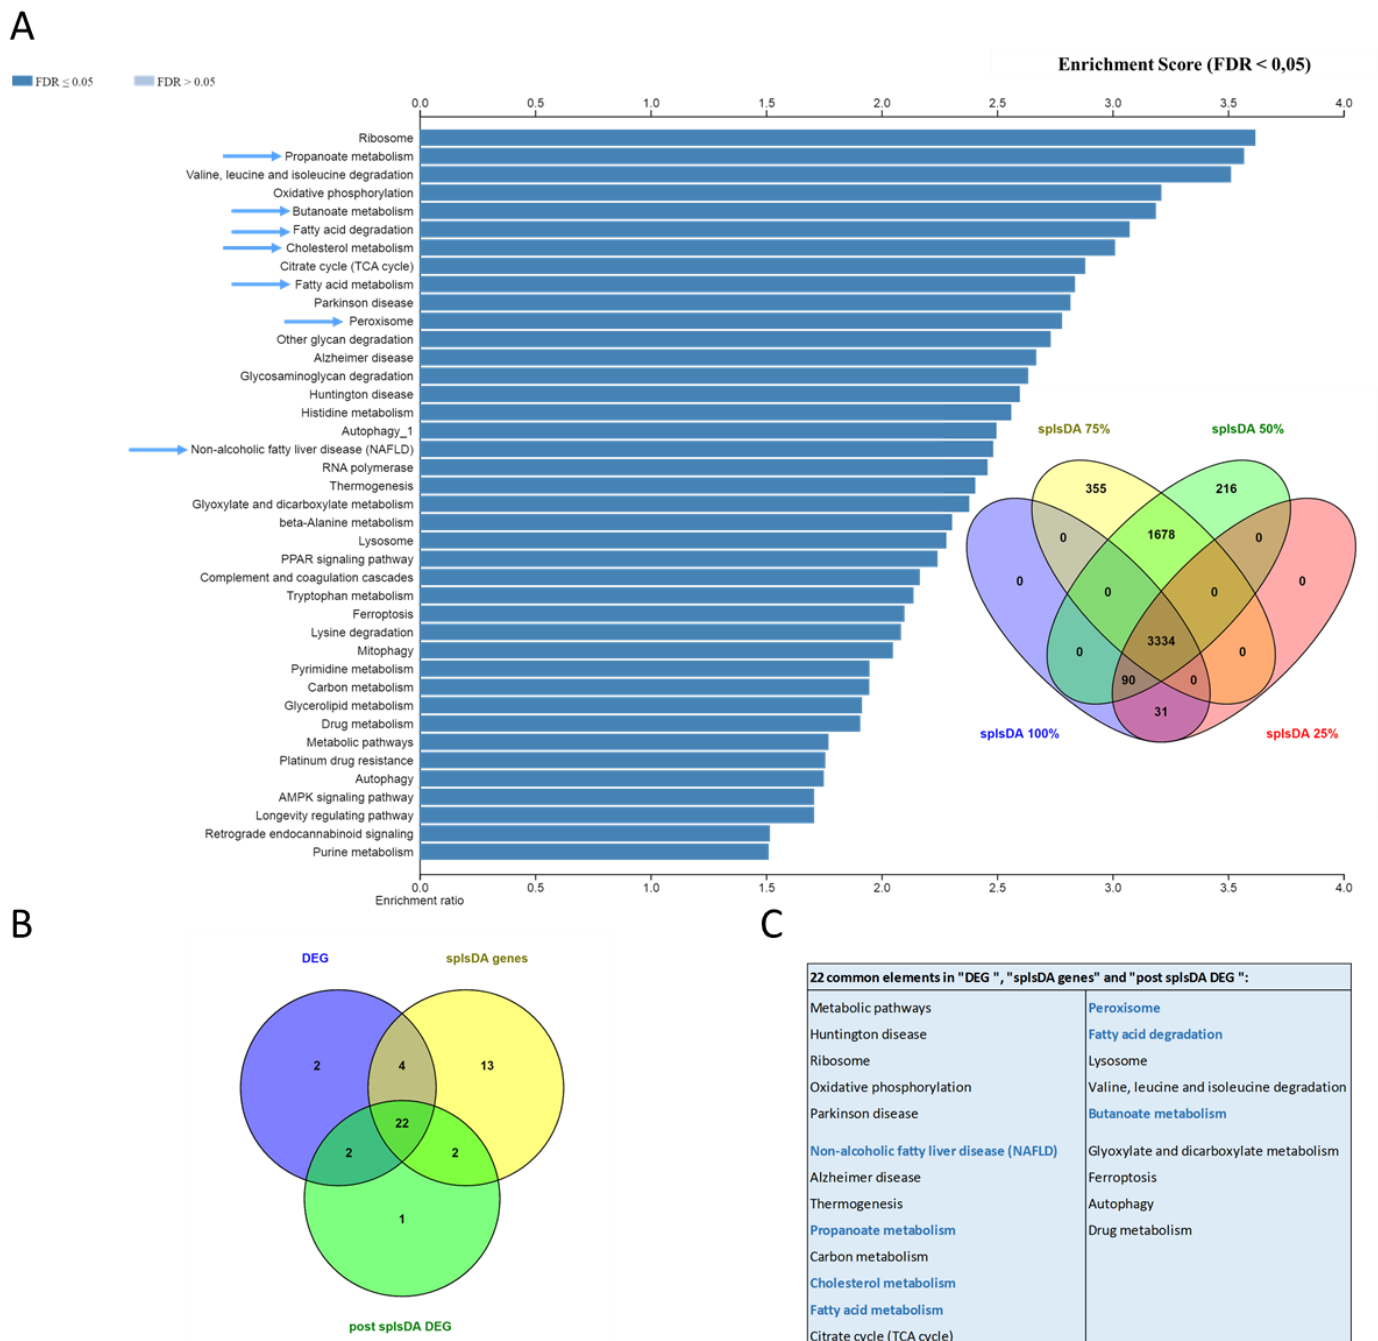 A
FDR ≤ 0.05
FDR > 0.05
Enrichment Score (FDR < 0,05)
0.0 0.5 1.0 1.5 2.0 2.5 3.0 3.5 4.0
Ribosome
Propanoate metabolism
Valine, leucine and isoleucine degradation
Oxidative phosphorylation
Butanoate metabolism
Fatty acid degradation
Cholesterol metabolism
Citrate cycle (TCA cycle)
Fatty acid metabolism
Parkinson disease
Peroxisome
Other glycan degradation
Alzheimer disease
Glycosaminoglycan degradation
Huntington disease
Histidine metabolism
Autophagy_1
Non-alcoholic fatty liver disease (NAFLD)
RNA polymerase
Thermogenesis
Glyoxylate and dicarboxylate metabolism
beta-Alanine metabolism
Lysosome
PPAR signaling pathway
Complement and coagulation cascades
Tryptophan metabolism
Ferroptosis
Lysine degradation
Mitophagy
Pyrimidine metabolism
Carbon metabolism
Glycerolipid metabolism
Drug metabolism
Metabolic pathways
Platinum drug resistance
Autophagy
AMPK signaling pathway
Longevity regulating pathway
Retrograde endocannabinoid signaling
Purine metabolism
0.0 0.5 1.0 1.5 2.0 2.5 3.0 3.5 4.0
Enrichment ratio
splsDA 75%
splsDA 50%
355
216
0
1678
0
0
0
0
0
3334
0
0
90
0
31
splsDA 100%
splsDA 25%
B
DEG
splsDA genes
2
4
13
22
2
2
1
post splsDA DEG
C
22 common elements in "DEG ", "splsDA genes" and "post splsDA DEG ":
Metabolic pathways
Huntington disease
Ribosome
Oxidative phosphorylation
Parkinson disease
Non-alcoholic fatty liver disease (NAFLD)
Alzheimer disease
Thermogenesis
Propanoate metabolism
Carbon metabolism
Cholesterol metabolism
Fatty acid metabolism
Citrate cycle (TCA cycle)
Peroxisome
Fatty acid degradation
Lysosome
Valine, leucine and isoleucine degradation
Butanoate metabolism
Glyoxylate and dicarboxylate metabolism
Ferroptosis
Autophagy
Drug metabolism